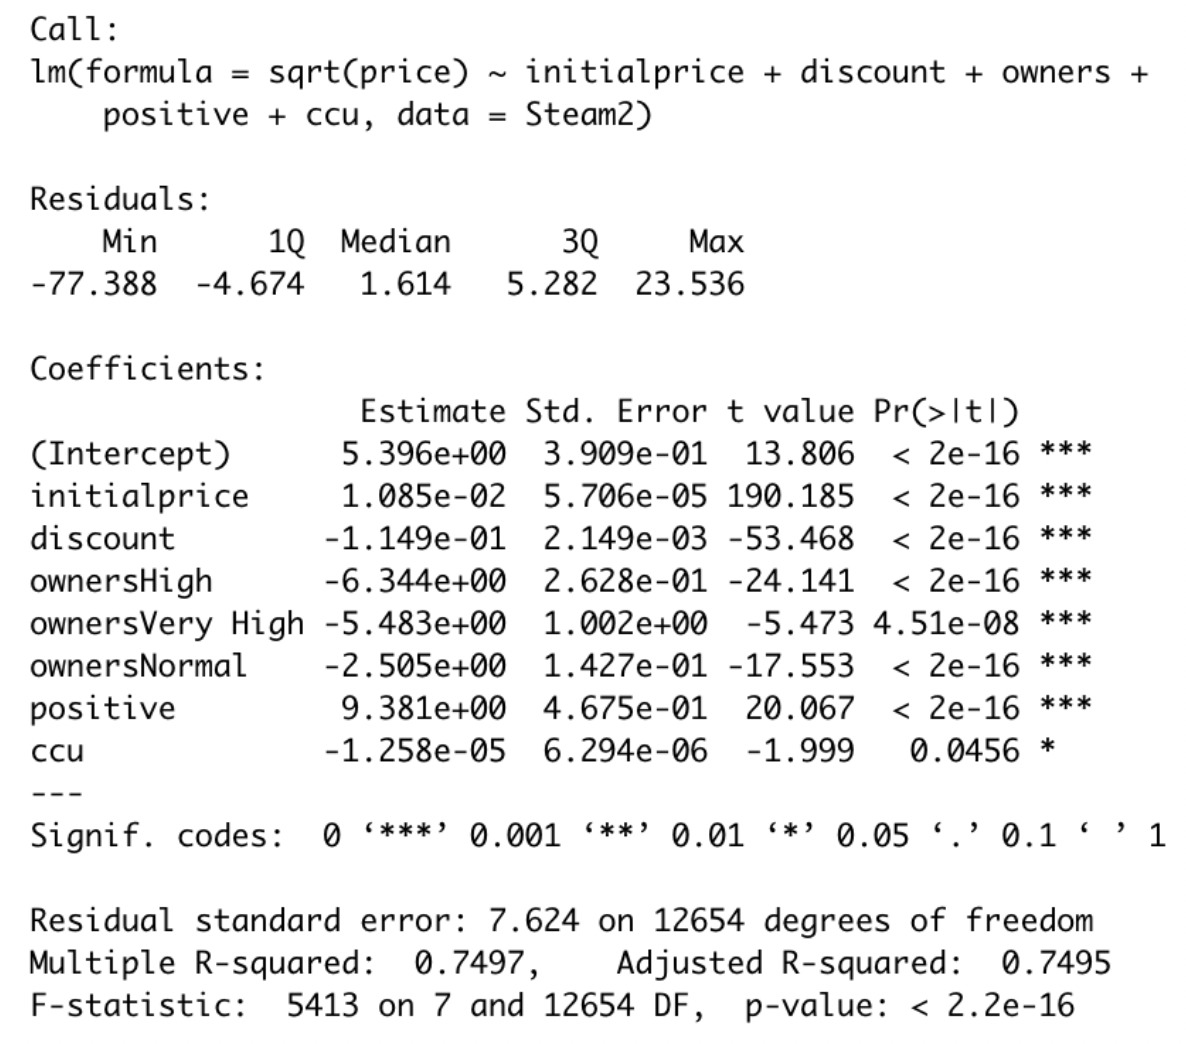 Call:
lm(formula = sqrt(price) ~ initialprice + discount + owners +
    positive + ccu, data = Steam2)

Residuals:
    Min      1Q  Median      3Q     Max
-77.388  -4.674   1.614   5.282  23.536

Coefficients:
                  Estimate Std. Error t value Pr(>|t|)
(Intercept)      5.396e+00  3.909e-01  13.806  < 2e-16 ***
initialprice     1.085e-02  5.706e-05 190.185  < 2e-16 ***
discount        -1.149e-01  2.149e-03 -53.468  < 2e-16 ***
ownersHigh      -6.344e+00  2.628e-01 -24.141  < 2e-16 ***
ownersVery High -5.483e+00  1.002e+00  -5.473 4.51e-08 ***
ownersNormal    -2.505e+00  1.427e-01 -17.553  < 2e-16 ***
positive         9.381e+00  4.675e-01  20.067  < 2e-16 ***
ccu             -1.258e-05  6.294e-06  -1.999   0.0456 *
---
Signif. codes:  0 ‘***’ 0.001 ‘**’ 0.01 ‘*’ 0.05 ‘.’ 0.1 ‘ ’ 1

Residual standard error: 7.624 on 12654 degrees of freedom
Multiple R-squared:  0.7497,    Adjusted R-squared:  0.7495
F-statistic:  5413 on 7 and 12654 DF,  p-value: < 2.2e-16